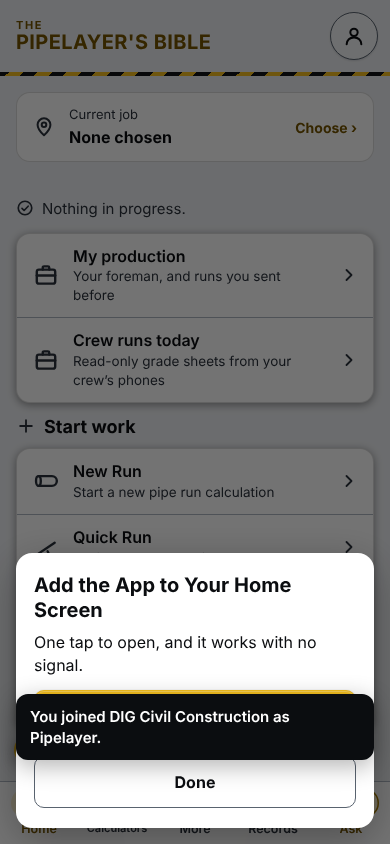 THE
PIPELAYER'S BIBLE
Current job
None chosen
Choose ›
Nothing in progress.
My production
Your foreman, and runs you sent
before
Crew runs today
Read-only grade sheets from your
crew's phones
Start work
New Run
Start a new pipe run calculation
Quick Run
Add the App to Your Home
Screen
One tap to open, and it works with no
signal.
You joined DIG Civil Construction as
Pipelayer.
Done
Home
Calculators
More
Records
Ask